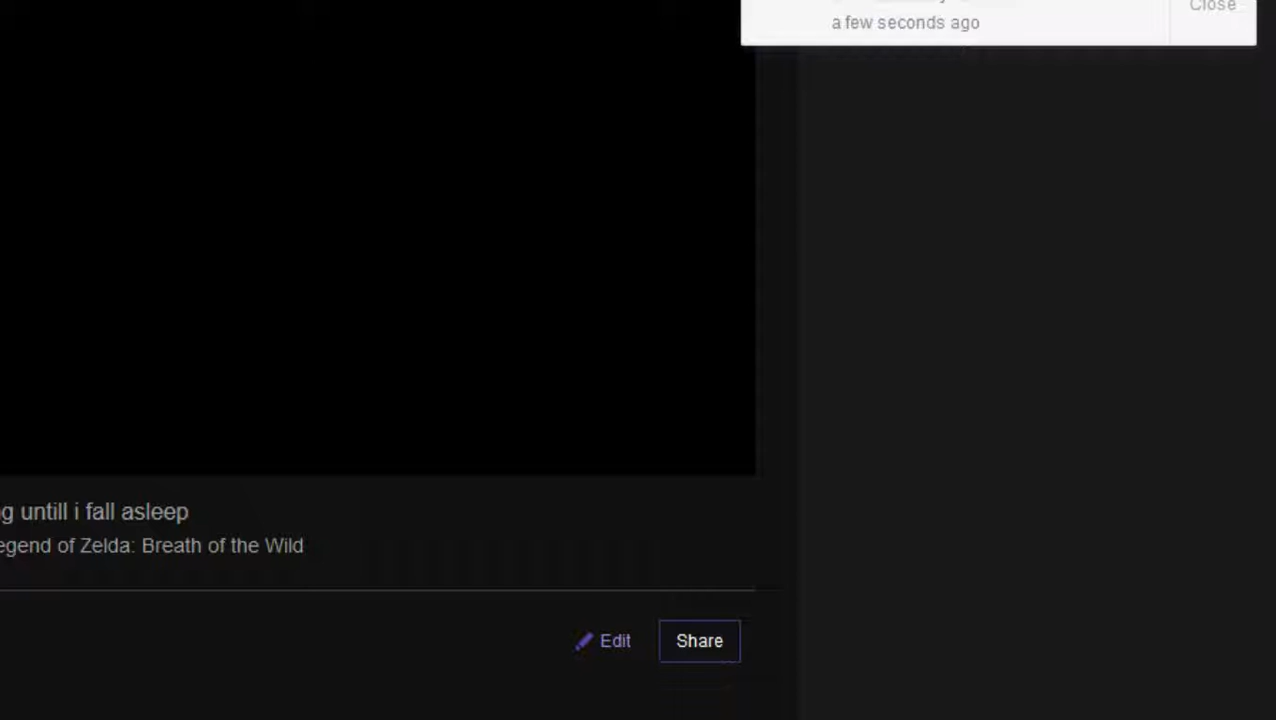 Close
a few seconds ago
g untill i fall asleep
egend of Zelda: Breath of the Wild
Edit
Share